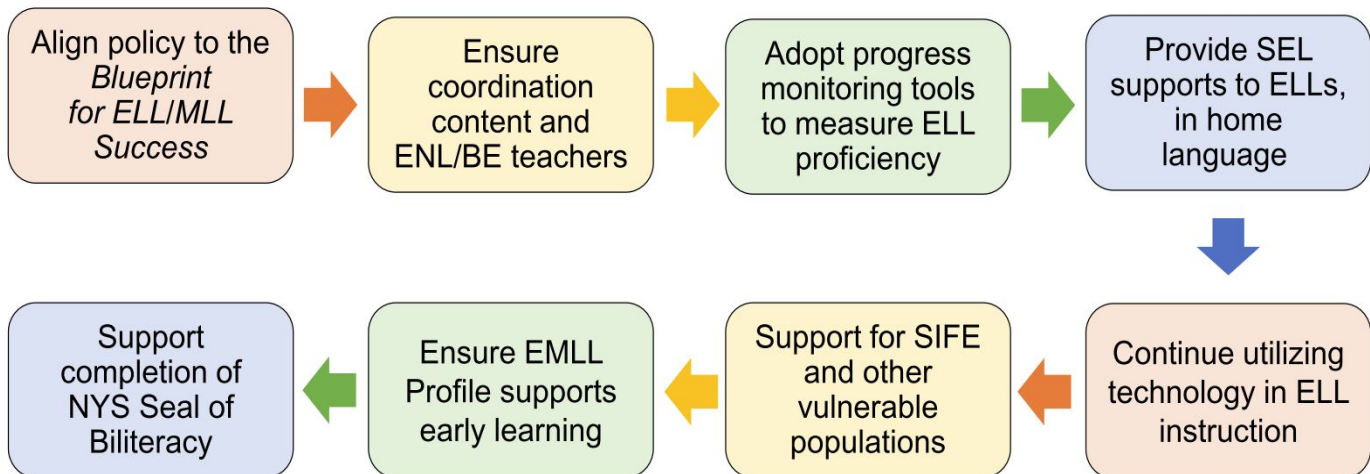 Align policy to the
Blueprint
for ELL/MLL
Success
Ensure
coordination
content and
ENL/BE teachers
Adopt progress
monitoring tools
to measure ELL
proficiency
Provide SEL
supports to ELLs,
in home
language
Continue utilizing
technology in ELL
instruction
Support for SIFE
and other
vulnerable
populations
Ensure EMLL
Profile supports
early learning
Support
completion of
NYS Seal of
Biliteracy